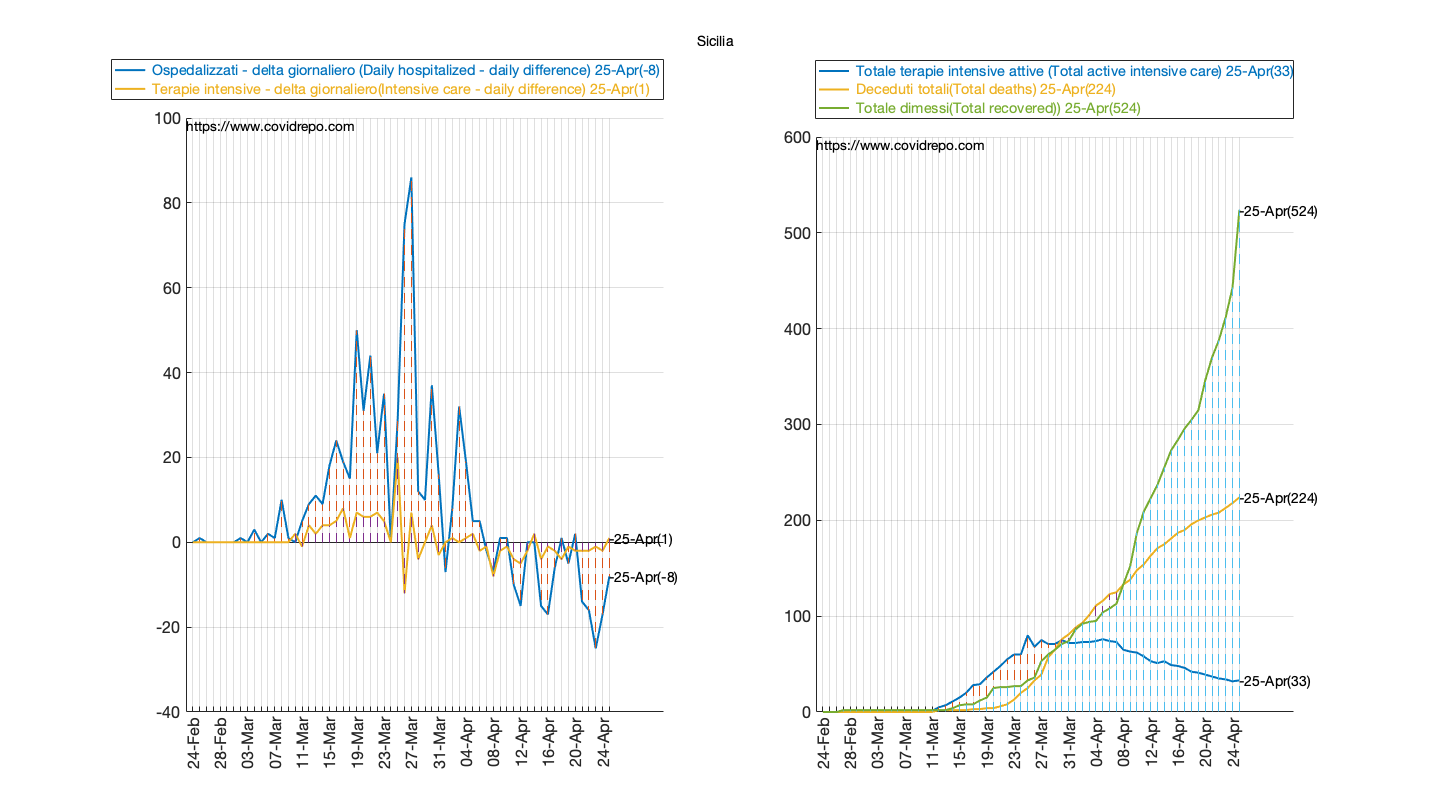 Sicilia
Ospedalizzati - delta giornaliero (Daily hospitalized - daily difference) 25-Apr(-8)
Terapie intensive - delta giornaliero(Intensive care - daily difference) 25-Apr(1)
https://www.covidrepo.com
100
80
60
40
20
0
-20
-40
25-Apr(1)
25-Apr(-8)
24-Feb
28-Feb
03-Mar
07-Mar
11-Mar
15-Mar
19-Mar
23-Mar
27-Mar
31-Mar
04-Apr
08-Apr
12-Apr
16-Apr
20-Apr
24-Apr
Totale terapie intensive attive (Total active intensive care) 25-Apr(33)
Deceduti totali(Total deaths) 25-Apr(224)
Totale dimessi(Total recovered)) 25-Apr(524)
https://www.covidrepo.com
600
500
400
300
200
100
0
25-Apr(524)
25-Apr(224)
25-Apr(33)
24-Feb
28-Feb
03-Mar
07-Mar
11-Mar
15-Mar
19-Mar
23-Mar
27-Mar
31-Mar
04-Apr
08-Apr
12-Apr
16-Apr
20-Apr
24-Apr